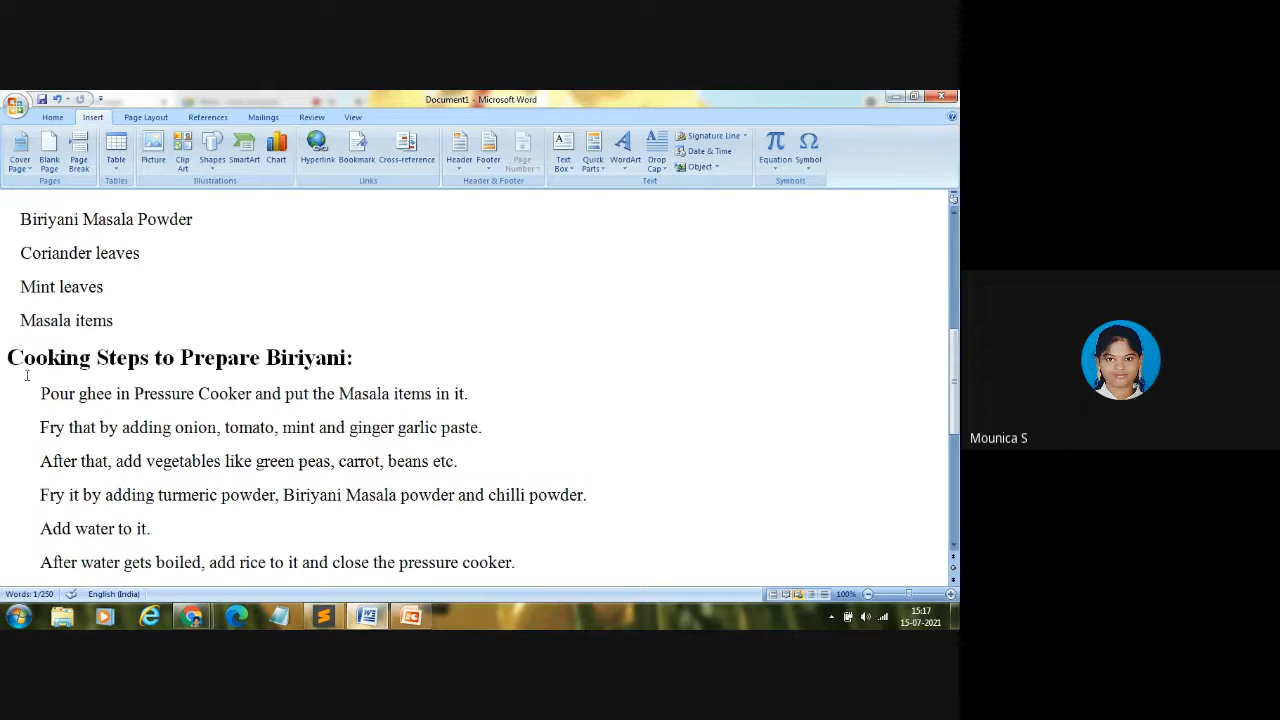 Document1 - Microsoft Word
Home Insert Page Layout References Mailings Review View
Cover Page Blank Page Page Break Table Picture Clip Art Shapes SmartArt Chart Hyperlink Bookmark Cross-reference Header Footer Page Number Text Box Quick Parts WordArt Drop Cap Signature Line Date & Time Object Equation Symbol
Pages Tables Illustrations Links Header & Footer Text Symbols
Biriyani Masala Powder
Coriander leaves
Mint leaves
Masala items
Cooking Steps to Prepare Biriyani:
Pour ghee in Pressure Cooker and put the Masala items in it.
Fry that by adding onion, tomato, mint and ginger garlic paste.
After that, add vegetables like green peas, carrot, beans etc.
Fry it by adding turmeric powder, Biriyani Masala powder and chilli powder.
Add water to it.
After water gets boiled, add rice to it and close the pressure cooker.
Words: 1/250 English (India) 100%
15:17
15-07-2021
Mounica S